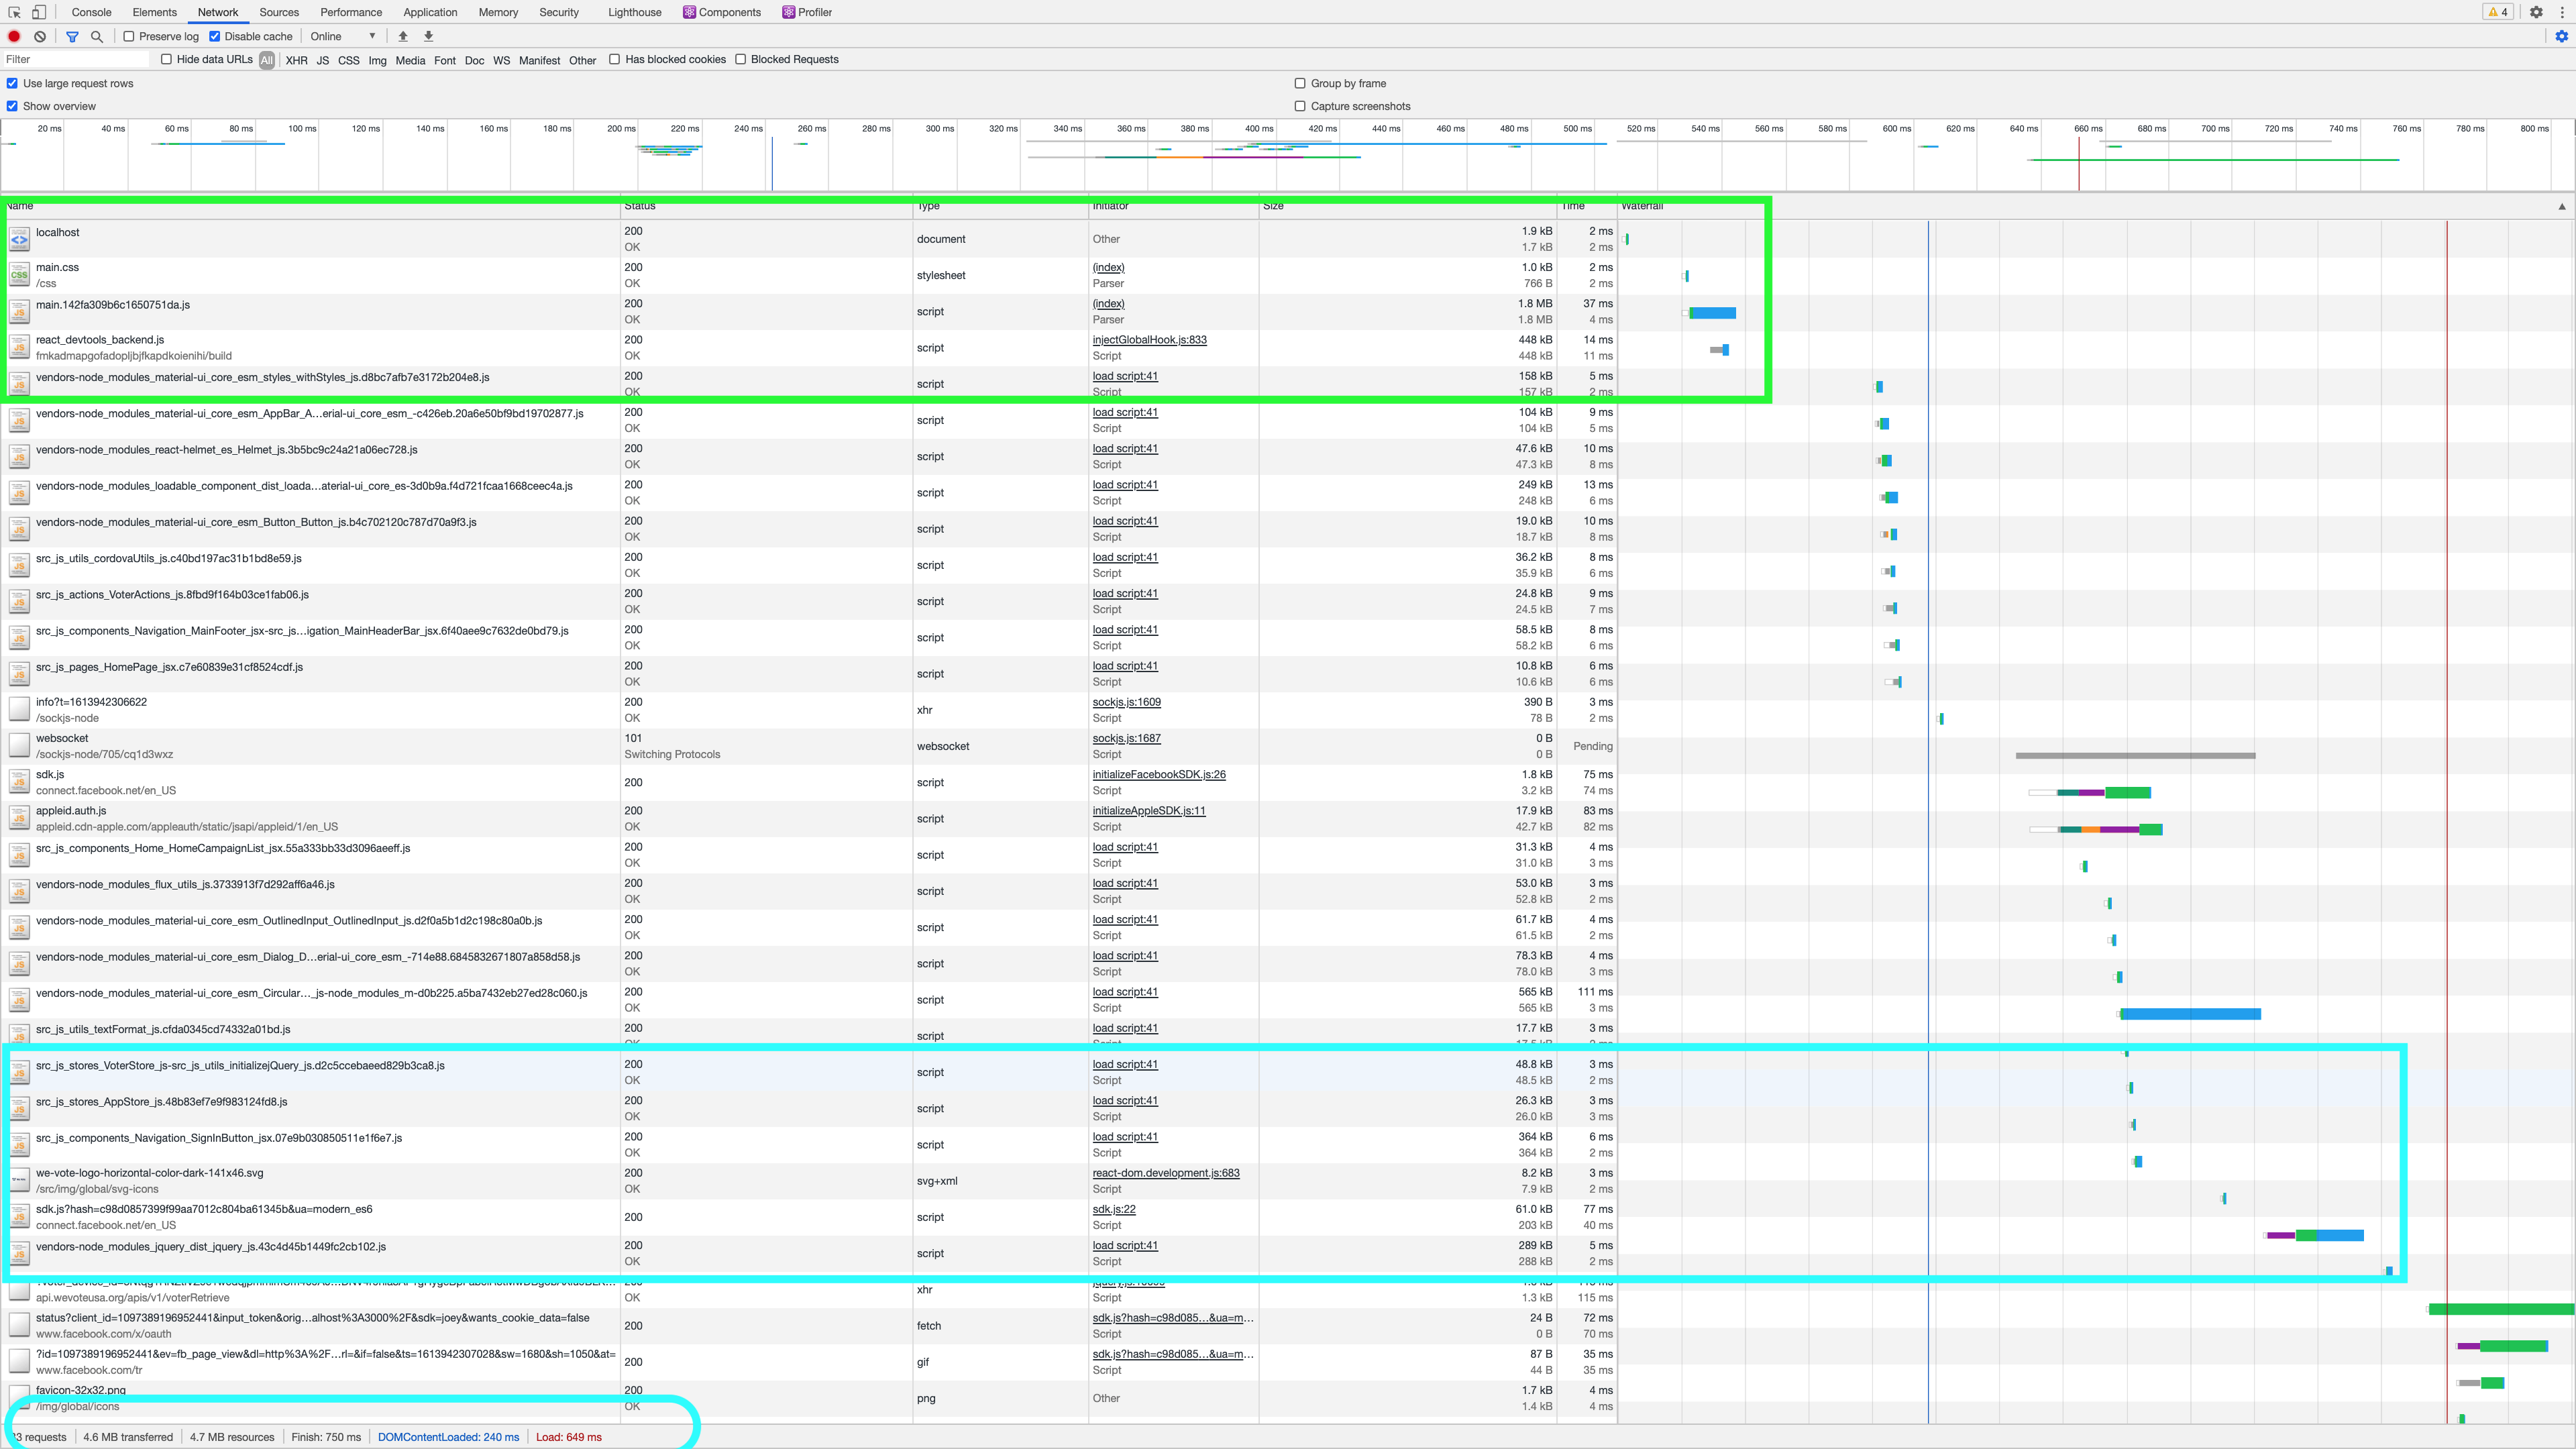 Console Elements Network Sources Performance Application Memory Security Lighthouse Components Profiler 4
Preserve log Disable cache Online
Filter Hide data URLs All XHR JS CSS Img Media Font Doc WS Manifest Other Has blocked cookies Blocked Requests
Use large request rows Group by frame
Show overview Capture screenshots
20 ms 40 ms 60 ms 80 ms 100 ms 120 ms 140 ms 160 ms 180 ms 200 ms 220 ms 240 ms 260 ms 280 ms 300 ms 320 ms 340 ms 360 ms 380 ms 400 ms 420 ms 440 ms 460 ms 480 ms 500 ms 520 ms 540 ms 560 ms 580 ms 600 ms 620 ms 640 ms 660 ms 680 ms 700 ms 720 ms 740 ms 760 ms 780 ms 800 ms
Name Status Type Initiator Size Time Waterfall
localhost 200 document Other 1.9 kB 2 ms
OK 1.7 kB 2 ms
main.css 200 stylesheet (index) 1.0 kB 2 ms
/css OK Parser 766 B 2 ms
main.142fa309b6c1650751da.js 200 script (index) 1.8 MB 37 ms
OK Parser 1.8 MB 4 ms
react_devtools_backend.js 200 script injectGlobalHook.js:833 448 kB 14 ms
fmkadmapgofadopljbjfkapdkoienihi/build OK Script 448 kB 11 ms
vendors-node_modules_material-ui_core_esm_styles_withStyles_js.d8bc7afb7e3172b204e8.js 200 script load script:41 158 kB 5 ms
OK Script 157 kB 2 ms
vendors-node_modules_material-ui_core_esm_AppBar_A…erial-ui_core_esm_-c426eb.20a6e50bf9bd19702877.js 200 script load script:41 104 kB 9 ms
OK Script 104 kB 5 ms
vendors-node_modules_react-helmet_es_Helmet_js.3b5bc9c24a21a06ec728.js 200 script load script:41 47.6 kB 10 ms
OK Script 47.3 kB 8 ms
vendors-node_modules_loadable_component_dist_loada…aterial-ui_core_es-3d0b9a.f4d721fcaa1668ceec4a.js 200 script load script:41 249 kB 13 ms
OK Script 248 kB 6 ms
vendors-node_modules_material-ui_core_esm_Button_Button_js.b4c702120c787d70a9f3.js 200 script load script:41 19.0 kB 10 ms
OK Script 18.7 kB 8 ms
src_js_utils_cordovaUtils_js.c40bd197ac31b1bd8e59.js 200 script load script:41 36.2 kB 8 ms
OK Script 35.9 kB 6 ms
src_js_actions_VoterActions_js.8fbd9f164b03ce1fab06.js 200 script load script:41 24.8 kB 9 ms
OK Script 24.5 kB 7 ms
src_js_components_Navigation_MainFooter_jsx-src_js…igation_MainHeaderBar_jsx.6f40aee9c7632de0bd79.js 200 script load script:41 58.5 kB 8 ms
OK Script 58.2 kB 6 ms
src_js_pages_HomePage_jsx.c7e60839e31cf8524cdf.js 200 script load script:41 10.8 kB 6 ms
OK Script 10.6 kB 6 ms
info?t=1613942306622 200 xhr sockjs.js:1609 390 B 3 ms
/sockjs-node OK Script 78 B 2 ms
websocket 101 websocket sockjs.js:1687 0 B Pending
/sockjs-node/705/cq1d3wxz Switching Protocols Script 0 B
sdk.js 200 script initializeFacebookSDK.js:26 1.8 kB 75 ms
connect.facebook.net/en_US Script 3.2 kB 74 ms
appleid.auth.js 200 script initializeAppleSDK.js:11 17.9 kB 83 ms
appleid.cdn-apple.com/appleauth/static/jsapi/appleid/1/en_US OK Script 42.7 kB 82 ms
src_js_components_Home_HomeCampaignList_jsx.55a333bb33d3096aeeff.js 200 script load script:41 31.3 kB 4 ms
OK Script 31.0 kB 3 ms
vendors-node_modules_flux_utils_js.3733913f7d292aff6a46.js 200 script load script:41 53.0 kB 3 ms
OK Script 52.8 kB 2 ms
vendors-node_modules_material-ui_core_esm_OutlinedInput_OutlinedInput_js.d2f0a5b1d2c198c80a0b.js 200 script load script:41 61.7 kB 4 ms
OK Script 61.5 kB 2 ms
vendors-node_modules_material-ui_core_esm_Dialog_D…erial-ui_core_esm_-714e88.6845832671807a858d58.js 200 script load script:41 78.3 kB 4 ms
OK Script 78.0 kB 3 ms
vendors-node_modules_material-ui_core_esm_Circular…_js-node_modules_m-d0b225.a5ba7432eb27ed28c060.js 200 script load script:41 565 kB 111 ms
OK Script 565 kB 3 ms
src_js_utils_textFormat_js.cfda0345cd74332a01bd.js 200 script load script:41 17.7 kB 3 ms
src_js_stores_VoterStore_js-src_js_utils_initializejQuery_js.d2c5ccebaeed829b3ca8.js 200 script load script:41 48.8 kB 3 ms
OK Script 48.5 kB 2 ms
src_js_stores_AppStore_js.48b83ef7e9f983124fd8.js 200 script load script:41 26.3 kB 3 ms
OK Script 26.0 kB 3 ms
src_js_components_Navigation_SignInButton_jsx.07e9b030850511e1f6e7.js 200 script load script:41 364 kB 6 ms
OK Script 364 kB 2 ms
we-vote-logo-horizontal-color-dark-141x46.svg 200 svg+xml react-dom.development.js:683 8.2 kB 3 ms
/src/img/global/svg-icons OK Script 7.9 kB 2 ms
sdk.js?hash=c98d0857399f99aa7012c804ba61345b&ua=modern_es6 200 script sdk.js:22 61.0 kB 77 ms
connect.facebook.net/en_US Script 203 kB 40 ms
vendors-node_modules_jquery_dist_jquery_js.43c4d45b1449fc2cb102.js 200 script load script:41 289 kB 5 ms
OK Script 288 kB 2 ms
xhr
api.wevoteusa.org/apis/v1/voterRetrieve OK Script 1.3 kB 115 ms
status?client_id=1097389196952441&input_token&orig…alhost%3A3000%2F&sdk=joey&wants_cookie_data=false 200 fetch sdk.js?hash=c98d085…&ua=m… 24 B 72 ms
www.facebook.com/x/oauth Script 0 B 70 ms
?id=1097389196952441&ev=fb_page_view&dl=http%3A%2F…rl=&if=false&ts=1613942307028&sw=1680&sh=1050&at= 200 gif sdk.js?hash=c98d085…&ua=m… 87 B 35 ms
www.facebook.com/tr Script 44 B 35 ms
favicon-32x32.png 200 png Other 1.7 kB 4 ms
/img/global/icons OK 1.4 kB 4 ms
requests 4.6 MB transferred 4.7 MB resources Finish: 750 ms DOMContentLoaded: 240 ms Load: 649 ms